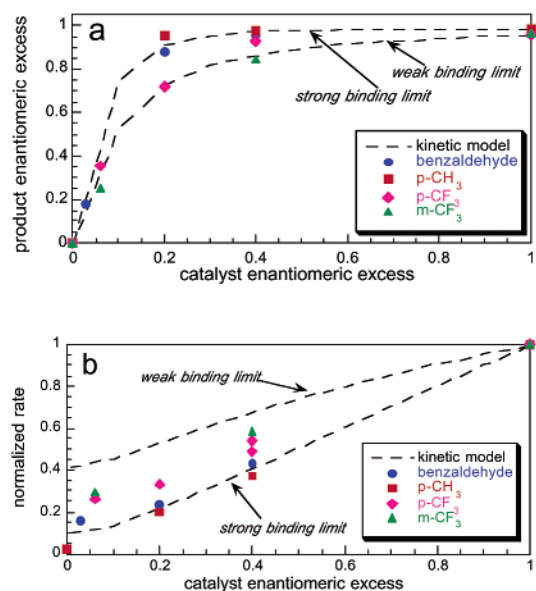 a
product enantiomeric excess
1
0.8
0.6
0.4
0.2
0
weak binding limit
strong binding limit
kinetic model
benzaldehyde
p-CH3
p-CF3
m-CF3
0 0.2 0.4 0.6 0.8 1
catalyst enantiomeric excess
b
normalized rate
1
0.8
0.6
0.4
0.2
0
weak binding limit
strong binding limit
kinetic model
benzaldehyde
p-CH3
p-CF3
m-CF3
0 0.2 0.4 0.6 0.8 1
catalyst enantiomeric excess